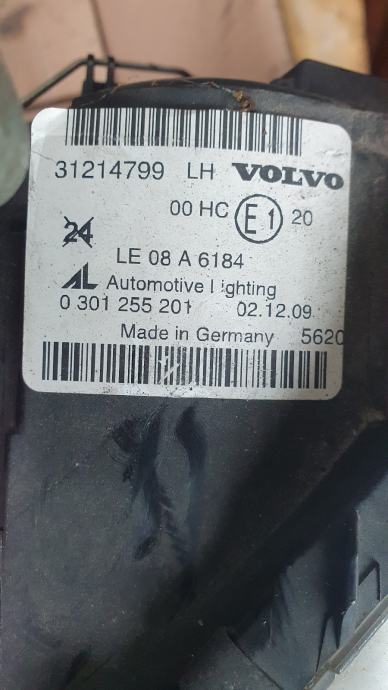 31214799 LH VOLVO
00 HC E1 20
24
LE 08 A 6184
AL Automotive Lighting
0 301 255 201 02.12.09.
Made in Germany 5620